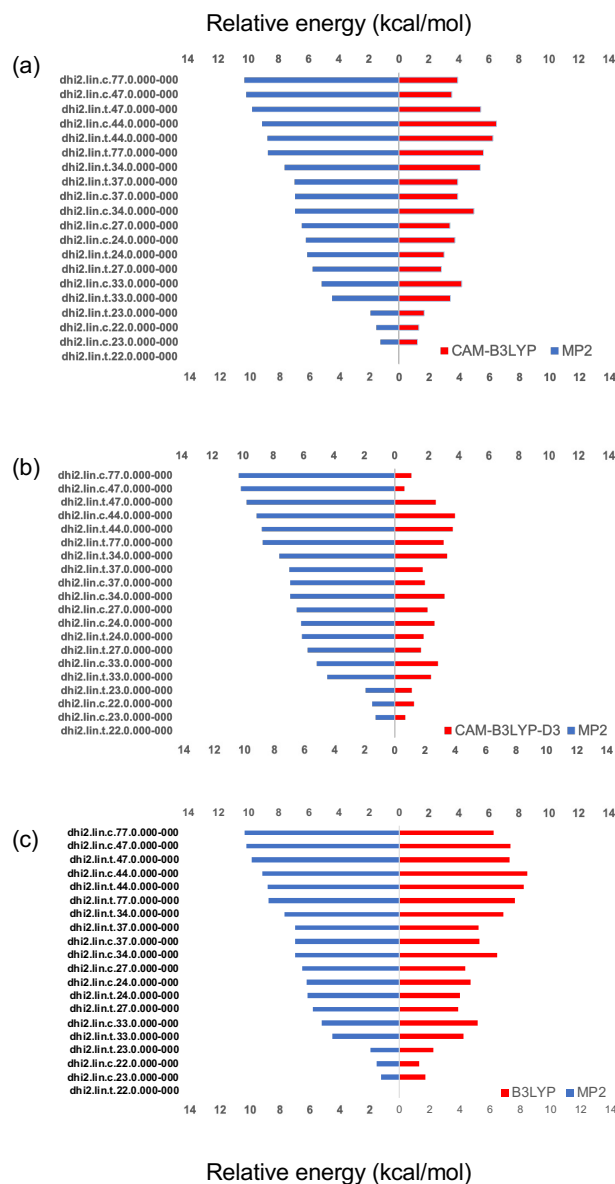 Relative energy (kcal/mol)
14 12 10 8 6 4 2 0 2 4 6 8 10 12 14
(a)
dhi2.lin.c.77.0.000-000
dhi2.lin.c.47.0.000-000
dhi2.lin.t.47.0.000-000
dhi2.lin.c.44.0.000-000
dhi2.lin.t.44.0.000-000
dhi2.lin.t.77.0.000-000
dhi2.lin.t.34.0.000-000
dhi2.lin.t.37.0.000-000
dhi2.lin.c.37.0.000-000
dhi2.lin.c.34.0.000-000
dhi2.lin.c.27.0.000-000
dhi2.lin.c.24.0.000-000
dhi2.lin.t.24.0.000-000
dhi2.lin.t.27.0.000-000
dhi2.lin.c.33.0.000-000
dhi2.lin.t.33.0.000-000
dhi2.lin.t.23.0.000-000
dhi2.lin.c.22.0.000-000
dhi2.lin.c.23.0.000-000
dhi2.lin.t.22.0.000-000
CAM-B3LYP MP2
14 12 10 8 6 4 2 0 2 4 6 8 10 12 14
14 12 10 8 6 4 2 0 2 4 6 8 10 12 14
(b)
dhi2.lin.c.77.0.000-000
dhi2.lin.c.47.0.000-000
dhi2.lin.t.47.0.000-000
dhi2.lin.c.44.0.000-000
dhi2.lin.t.44.0.000-000
dhi2.lin.t.77.0.000-000
dhi2.lin.t.34.0.000-000
dhi2.lin.t.37.0.000-000
dhi2.lin.c.37.0.000-000
dhi2.lin.c.34.0.000-000
dhi2.lin.c.27.0.000-000
dhi2.lin.c.24.0.000-000
dhi2.lin.t.24.0.000-000
dhi2.lin.t.27.0.000-000
dhi2.lin.c.33.0.000-000
dhi2.lin.t.33.0.000-000
dhi2.lin.t.23.0.000-000
dhi2.lin.c.22.0.000-000
dhi2.lin.c.23.0.000-000
dhi2.lin.t.22.0.000-000
CAM-B3LYP-D3 MP2
14 12 10 8 6 4 2 0 2 4 6 8 10 12 14
14 12 10 8 6 4 2 0 2 4 6 8 10 12 14
(c)
dhi2.lin.c.77.0.000-000
dhi2.lin.c.47.0.000-000
dhi2.lin.t.47.0.000-000
dhi2.lin.c.44.0.000-000
dhi2.lin.t.44.0.000-000
dhi2.lin.t.77.0.000-000
dhi2.lin.t.34.0.000-000
dhi2.lin.t.37.0.000-000
dhi2.lin.c.37.0.000-000
dhi2.lin.c.34.0.000-000
dhi2.lin.c.27.0.000-000
dhi2.lin.c.24.0.000-000
dhi2.lin.t.24.0.000-000
dhi2.lin.t.27.0.000-000
dhi2.lin.c.33.0.000-000
dhi2.lin.t.33.0.000-000
dhi2.lin.t.23.0.000-000
dhi2.lin.c.22.0.000-000
dhi2.lin.c.23.0.000-000
dhi2.lin.t.22.0.000-000
B3LYP MP2
14 12 10 8 6 4 2 0 2 4 6 8 10 12 14
Relative energy (kcal/mol)